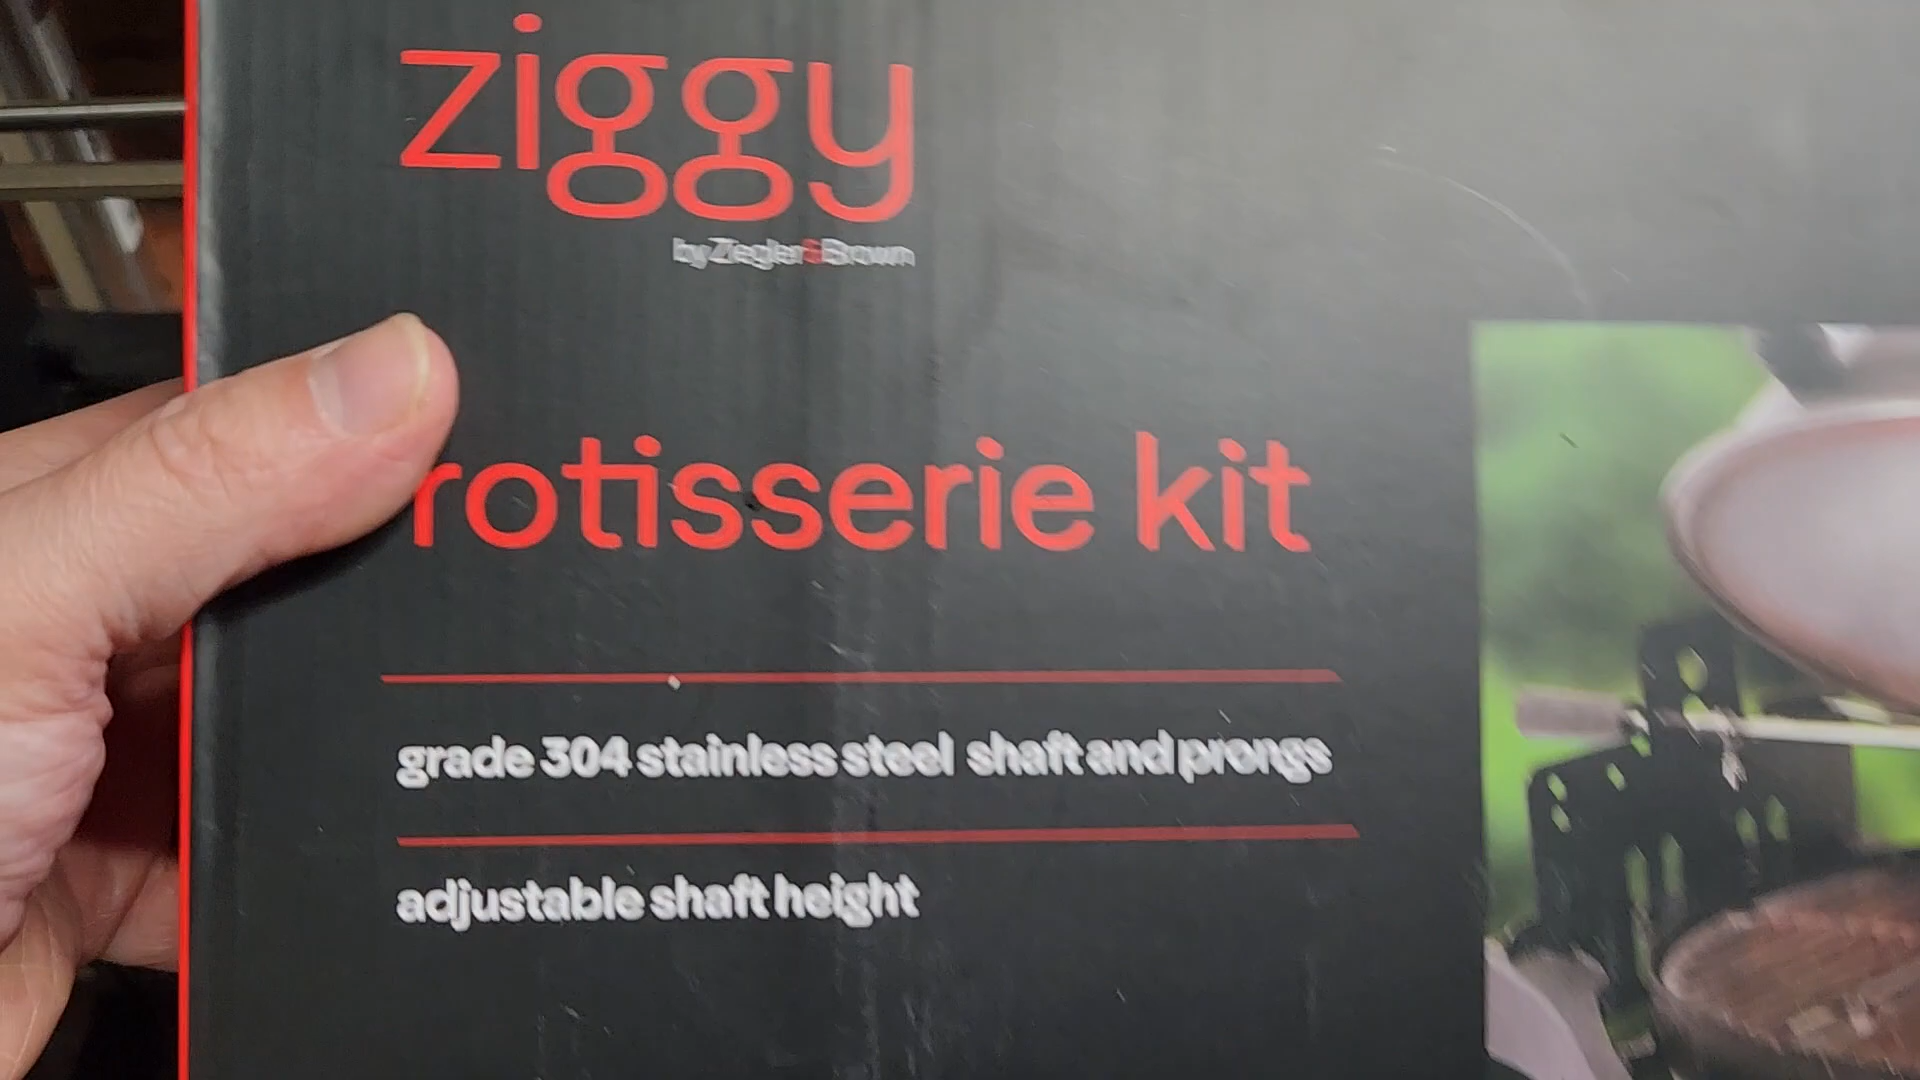 ziggy
by Ziegler&Brown
rotisserie kit
grade 304 stainless steel shaft and prongs
adjustable shaft height